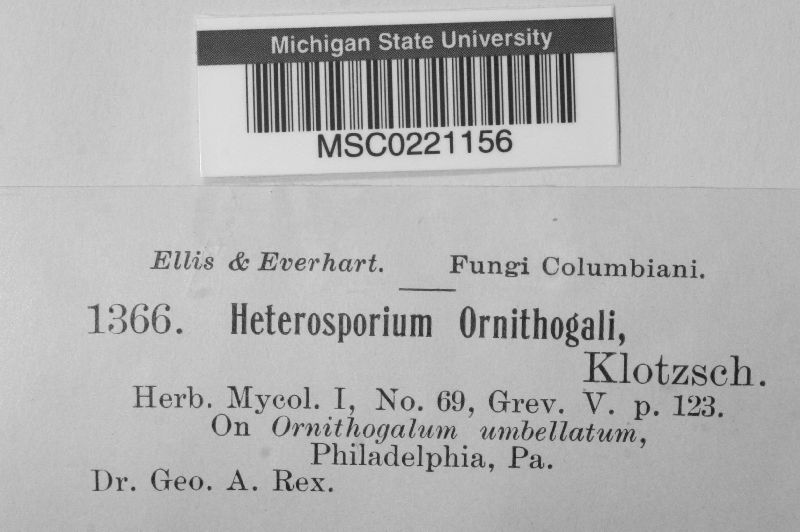 Michigan State University
MSC0221156
Ellis & Everhart. Fungi Columbiani.
1366. Heterosporium Ornithogali,
Klotzsch.
Herb. Mycol. I, No. 69, Grev. V. p. 123.
On Ornithogalum umbellatum,
Philadelphia, Pa.
Dr. Geo. A. Rex.